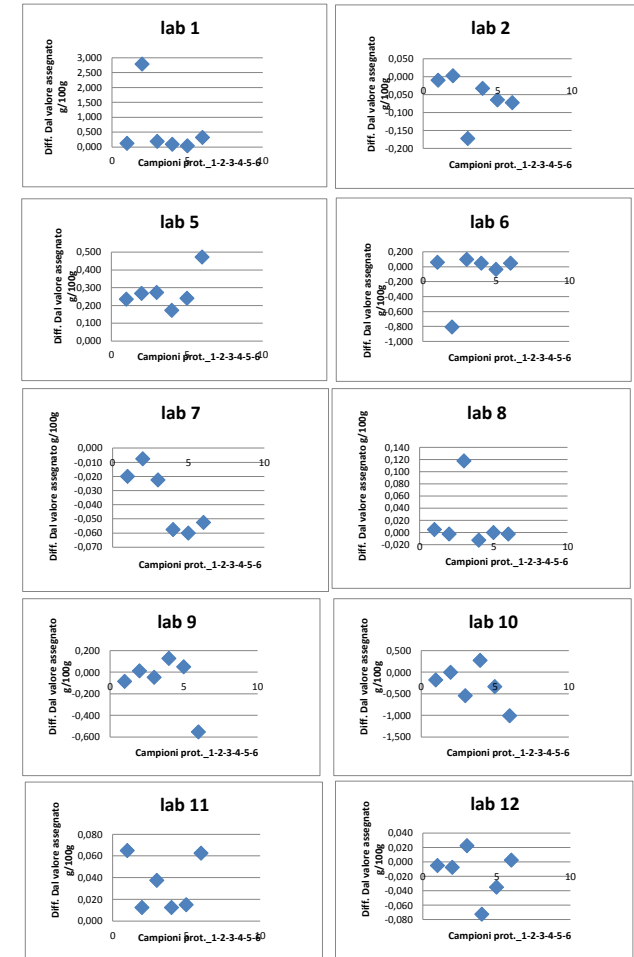 lab 1
Diff. Dal valore assegnato
g/100g
3,000
2,500
2,000
1,500
1,000
0,500
0,000
0 5 10
Campioni prot._1-2-3-4-5-6
lab 2
Diff. Dal valore assegnato
g/100g
0,050
0,000
-0,050
-0,100
-0,150
-0,200
0 5 10
Campioni prot._1-2-3-4-5-6
lab 5
Diff. Dal valore assegnato
g/100g
0,500
0,400
0,300
0,200
0,100
0,000
0 5 10
Campioni prot._1-2-3-4-5-6
lab 6
Diff. Dal valore assegnato
g/100g
0,200
0,000
-0,200
-0,400
-0,600
-0,800
-1,000
0 5 10
Campioni prot._1-2-3-4-5-6
lab 7
Diff. Dal valore assegnato g/100g
0,000
-0,010
-0,020
-0,030
-0,040
-0,050
-0,060
-0,070
0 5 10
Campioni prot._1-2-3-4-5-6
lab 8
Diff. Dal valore assegnato g/100g
0,140
0,120
0,100
0,080
0,060
0,040
0,020
0,000
-0,020
0 5 10
Campioni prot._1-2-3-4-5-6
lab 9
Diff. Dal valore assegnato
g/100g
0,200
0,000
-0,200
-0,400
-0,600
0 5 10
Campioni prot._1-2-3-4-5-6
lab 10
Diff. Dal valore assegnato
g/100g
0,500
0,000
-0,500
-1,000
-1,500
0 5 10
Campioni prot._1-2-3-4-5-6
lab 11
Diff. Dal valore assegnato
g/100g
0,080
0,060
0,040
0,020
0,000
0 5 10
Campioni prot._1-2-3-4-5-6
lab 12
Diff. Dal valore assegnato
g/100g
0,040
0,020
0,000
-0,020
-0,040
-0,060
-0,080
0 5 10
Campioni prot._1-2-3-4-5-6